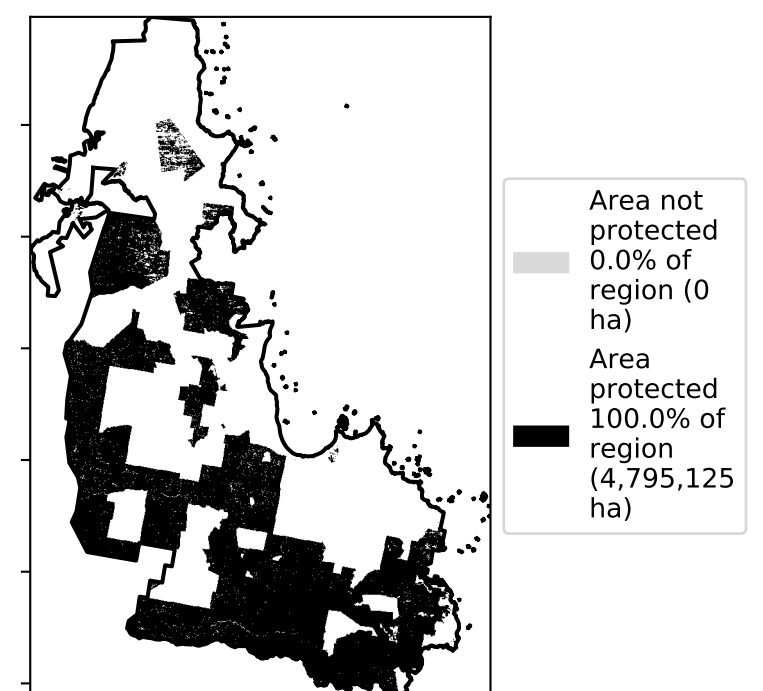 Area not
protected
0.0% of
region (0
ha)
Area
protected
100.0% of
region
(4,795,125
ha)